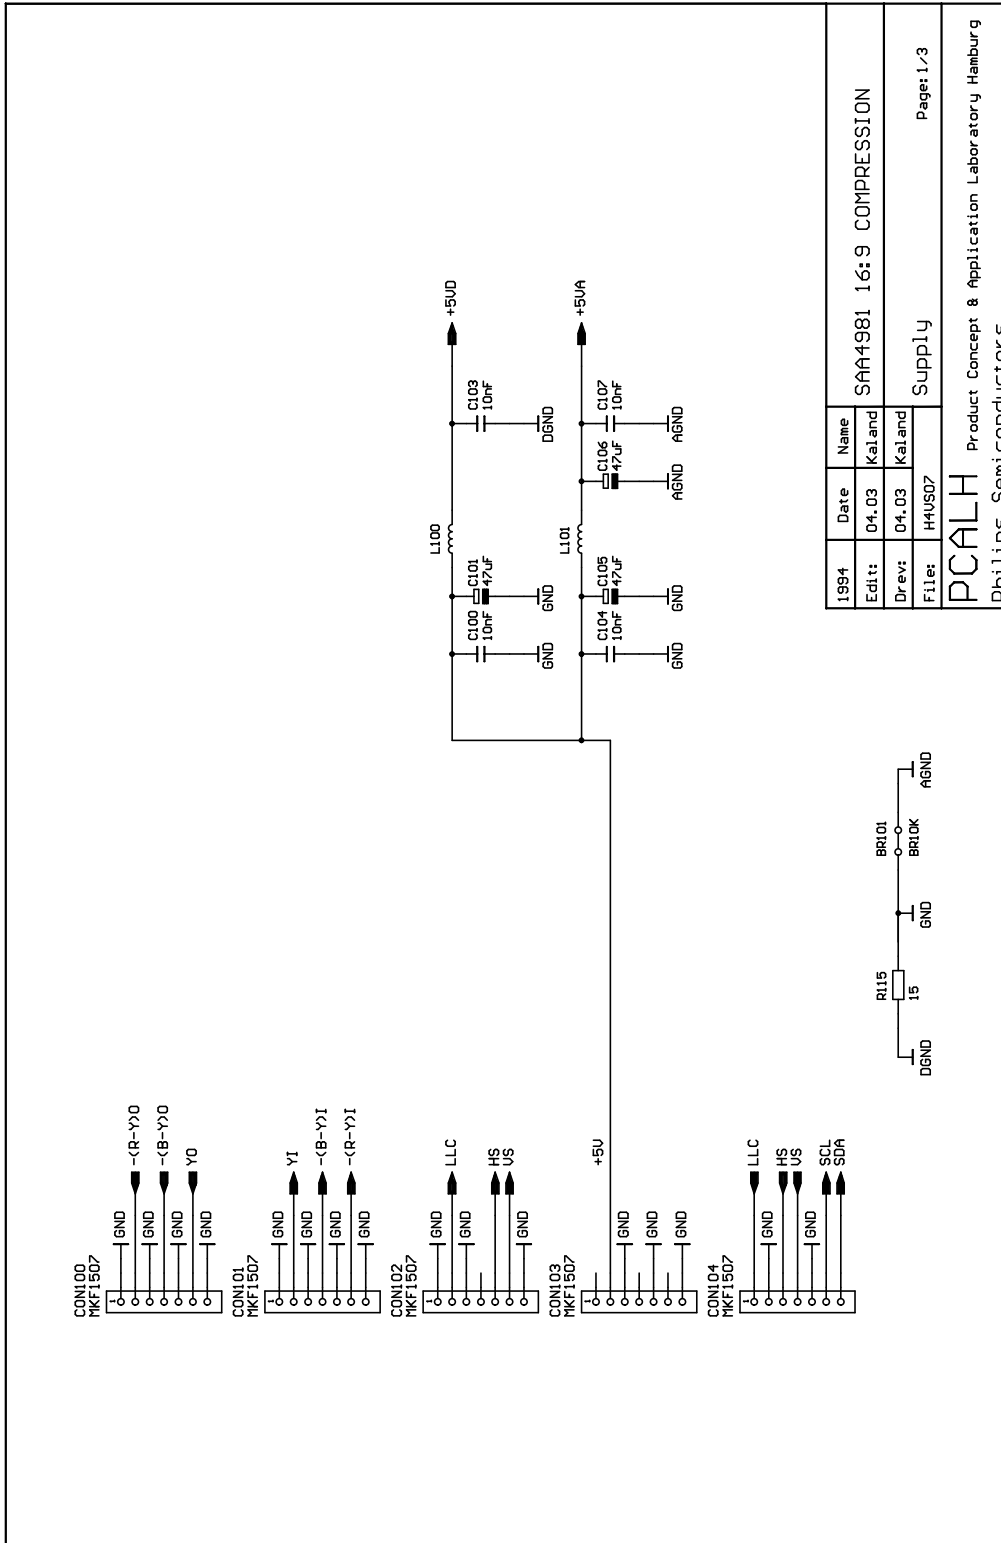 CON100
MKF1507
1
GND
-(R-Y)O
GND
-(B-Y)O
GND
YO
GND
CON101
MKF1507
1
GND
YI
GND
-(B-Y)I
GND
-(R-Y)I
GND
CON102
MKF1507
1
GND
LLC
GND
HS
VS
GND
CON103
MKF1507
1
+5V
GND
GND
GND
CON104
MKF1507
1
LLC
GND
HS
VS
GND
SCL
SDA
L100
+5VD
C100
10nF
GND
C101
47uF
GND
C103
10nF
DGND
L101
+5VA
C104
10nF
GND
C105
47uF
GND
C106
47uF
AGND
C107
10nF
AGND
R115
15
DGND
GND
BR101
BR10K
AGND
1994 Date Name
Edit: 04.03 Kaland
SAA4981 16:9 COMPRESSION
Drev: 04.03 Kaland
File: H4VS07
Supply
Page: 1/3
PCALH Product Concept & Application Laboratory Hamburg
Philips Semiconductors